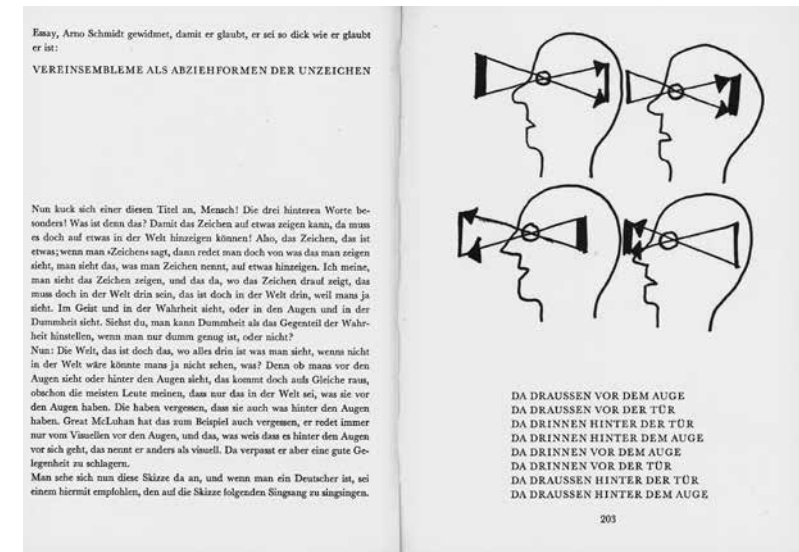 Essay, Arno Schmidt gewidmet, damit er glaubt, er sei so dick wie er glaubt
er ist:
VEREINSEMBLEME ALS ABZIEHFORMEN DER UNZEICHEN
Nun kuck sich einer diesen Titel an, Mensch! Die drei hinteren Worte be-
sonders! Was ist denn das? Damit das Zeichen auf etwas zeigen kann, da muss
es doch auf etwas in der Welt hinzeigen können! Also, das Zeichen, das ist
etwas; wenn man »Zeichen« sagt, dann redet man doch von was das man zeigen
sieht, man sieht das, was man Zeichen nennt, auf etwas hinzeigen. Ich meine,
man sieht das Zeichen zeigen, und das da, wo das Zeichen drauf zeigt, das
muss doch in der Welt drin sein, das ist doch in der Welt drin, weil mans ja
sieht. Im Geist und in der Wahrheit sieht, oder in den Augen und in der
Dummheit sieht. Siehst du, man kann Dummheit als das Gegenteil der Wahr-
heit hinstellen, wenn man nur dumm genug ist, oder nicht?
Nun: Die Welt, das ist doch das, wo alles drin ist was man sieht, wenns nicht
in der Welt wäre könnte mans ja nicht sehen, was? Denn ob mans vor den
Augen sieht oder hinter den Augen sieht, das kommt doch aufs Gleiche raus,
obschon die meisten Leute meinen, dass nur das in der Welt sei, was sie vor
den Augen haben. Die haben vergessen, dass sie auch was hinter den Augen
haben. Great McLuhan hat das zum Beispiel auch vergessen, er redet immer
nur vom Visuellen vor den Augen, und das, was weis dass es hinter den Augen
vor sich geht, das nennt er anders als visuell. Da verpasst er aber eine gute Ge-
legenheit zu schlagern.
Man sehe sich nun diese Skizze da an, und wenn man ein Deutscher ist, sei
einem hiermit empfohlen, den auf die Skizze folgenden Singsang zu singsingen.
DA DRAUSSEN VOR DEM AUGE
DA DRAUSSEN VOR DER TÜR
DA DRINNEN HINTER DER TÜR
DA DRINNEN HINTER DEM AUGE
DA DRINNEN VOR DEM AUGE
DA DRINNEN VOR DER TÜR
DA DRAUSSEN HINTER DER TÜR
DA DRAUSSEN HINTER DEM AUGE
203